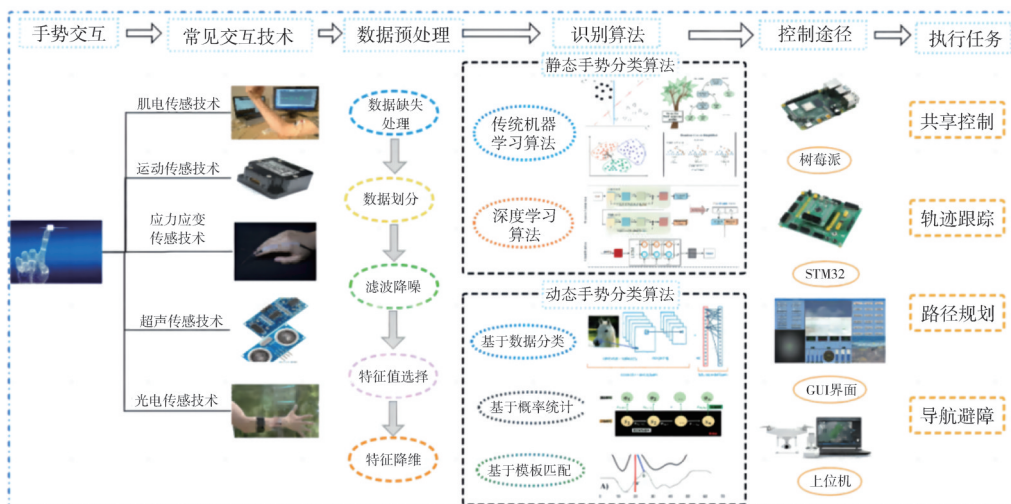 手势交互
常见交互技术
数据预处理
识别算法
控制途径
执行任务
肌电传感技术
运动传感技术
应力应变
传感技术
超声传感技术
光电传感技术
数据缺失
处理
数据划分
滤波降噪
特征值选择
特征降维
静态手势分类算法
传统机器
学习算法
深度学习
算法
动态手势分类算法
基于数据分类
基于概率统计
基于模板匹配
A)
树莓派
STM32
GUI界面
上位机
共享控制
轨迹跟踪
路径规划
导航避障